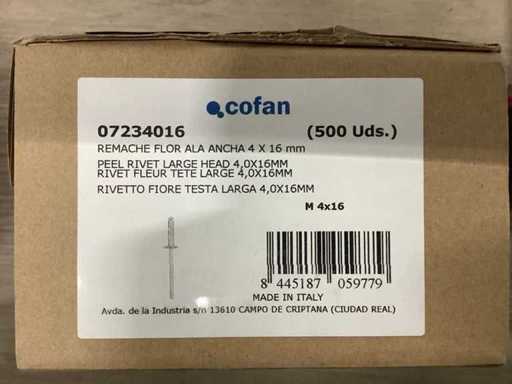 cofan
07234016 (500 Uds.)
REMACHE FLOR ALA ANCHA 4 X 16 mm
PEEL RIVET LARGE HEAD 4,0X16MM
RIVET FLEUR TETE LARGE 4,0X16MM
RIVETTO FIORE TESTA LARGA 4,0X16MM
M 4x16
8 445187 059779
MADE IN ITALY
Avda. de la Industria s/n 13610 CAMPO DE CRIPTANA (CIUDAD REAL)